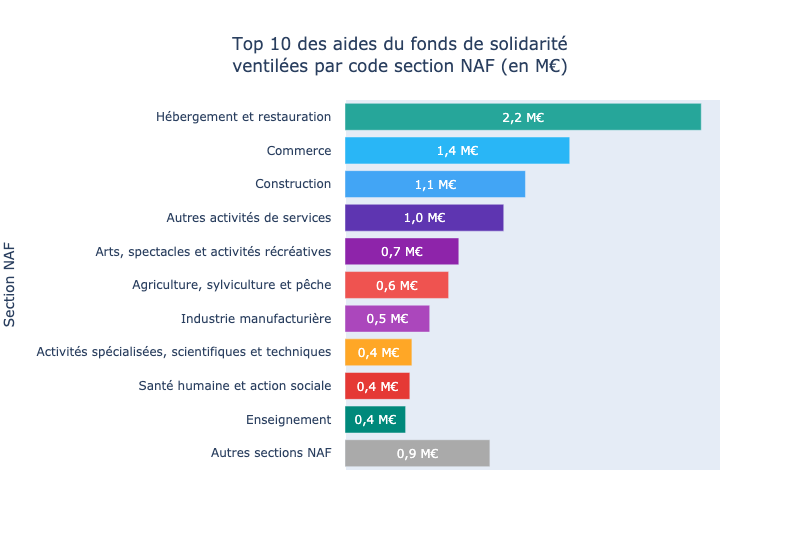 Top 10 des aides du fonds de solidarité
ventilées par code section NAF (en M€)
Section NAF
Hébergement et restauration 2,2 M€
Commerce 1,4 M€
Construction 1,1 M€
Autres activités de services 1,0 M€
Arts, spectacles et activités récréatives 0,7 M€
Agriculture, sylviculture et pêche 0,6 M€
Industrie manufacturière 0,5 M€
Activités spécialisées, scientifiques et techniques 0,4 M€
Santé humaine et action sociale 0,4 M€
Enseignement 0,4 M€
Autres sections NAF 0,9 M€